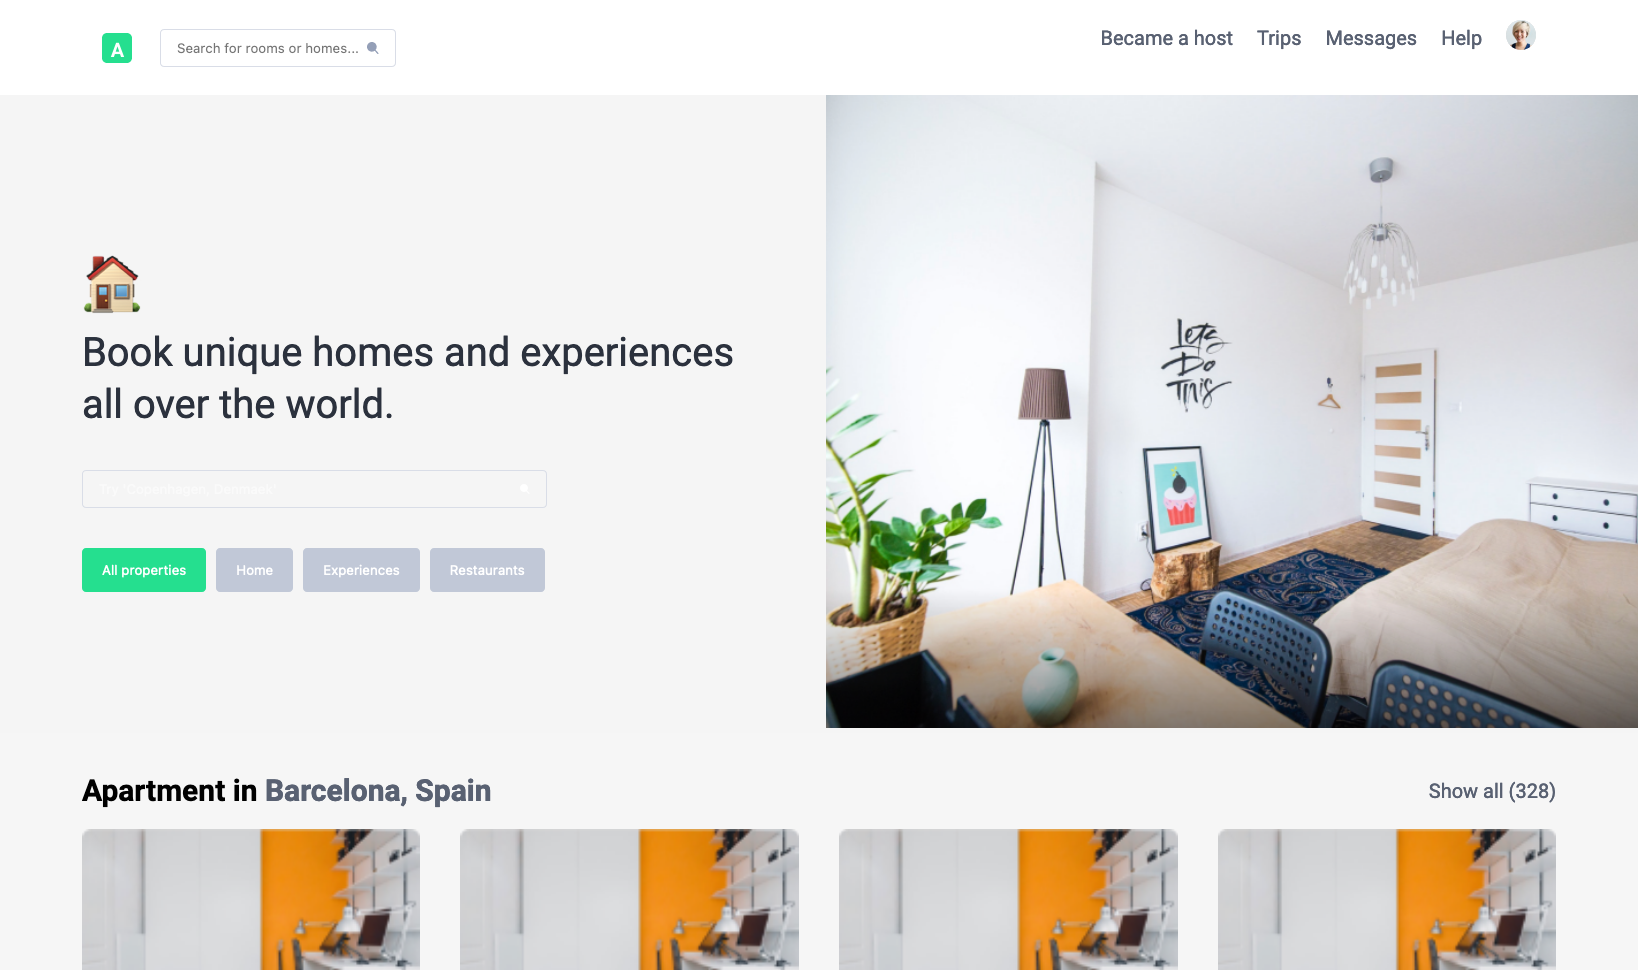 A
Search for rooms or homes...
Became a host
Trips
Messages
Help
Let's
Do
This
Book unique homes and experiences
all over the world.
Try "Copenhagen, Denmark"
All properties
Home
Experiences
Restaurants
Apartment in Barcelona, Spain
Show all (328)